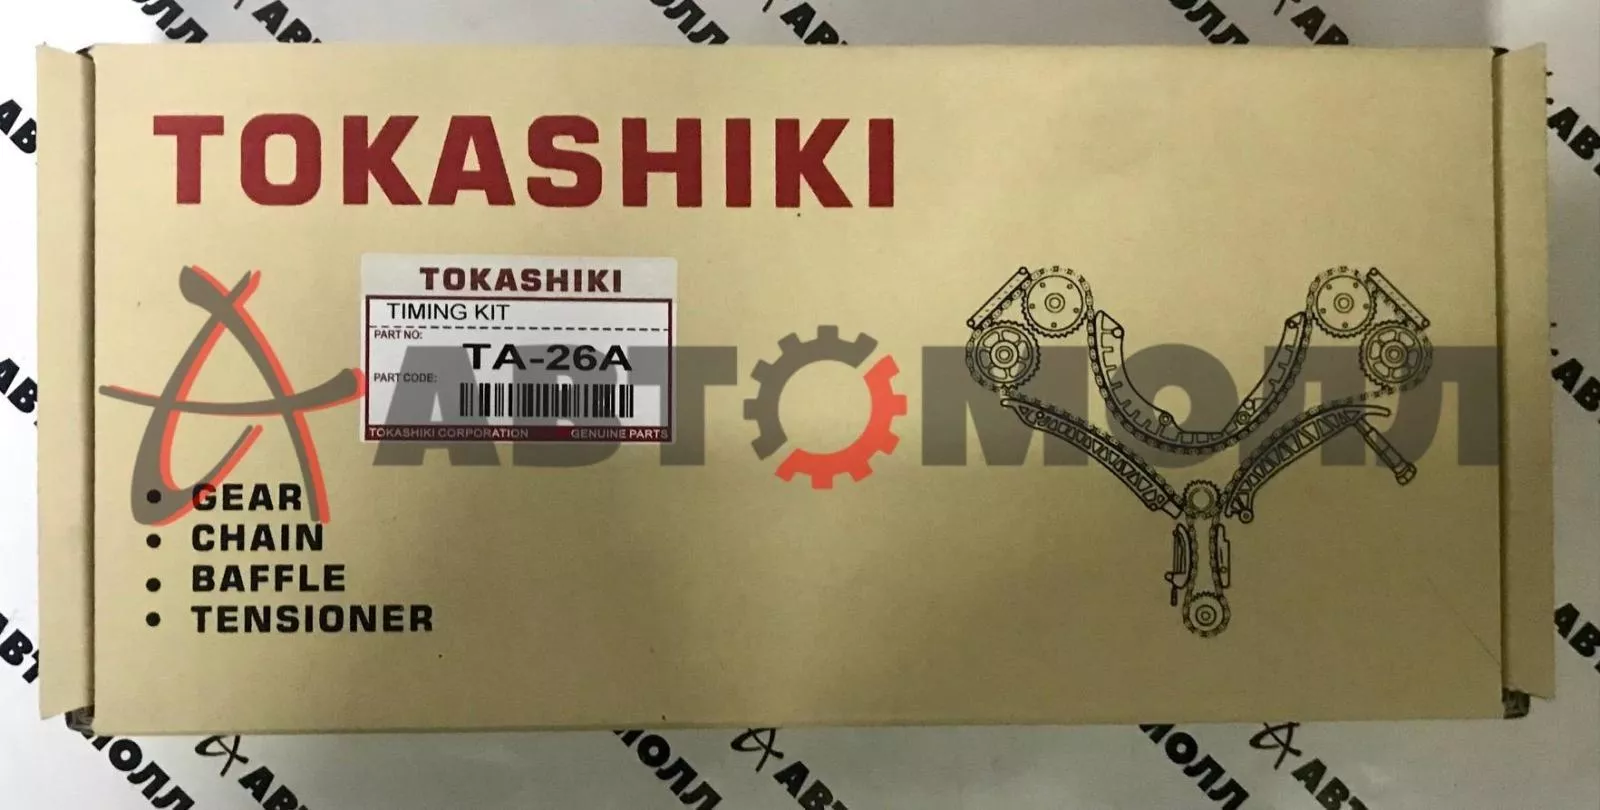 TOKASHIKI
TOKASHIKI
TIMING KIT
PART NO:
TA-26A
PART CODE:
TOKASHIKI CORPORATION GENUINE PARTS
АВТОМОЛЛ
• GEAR
• CHAIN
• BAFFLE
• TENSIONER